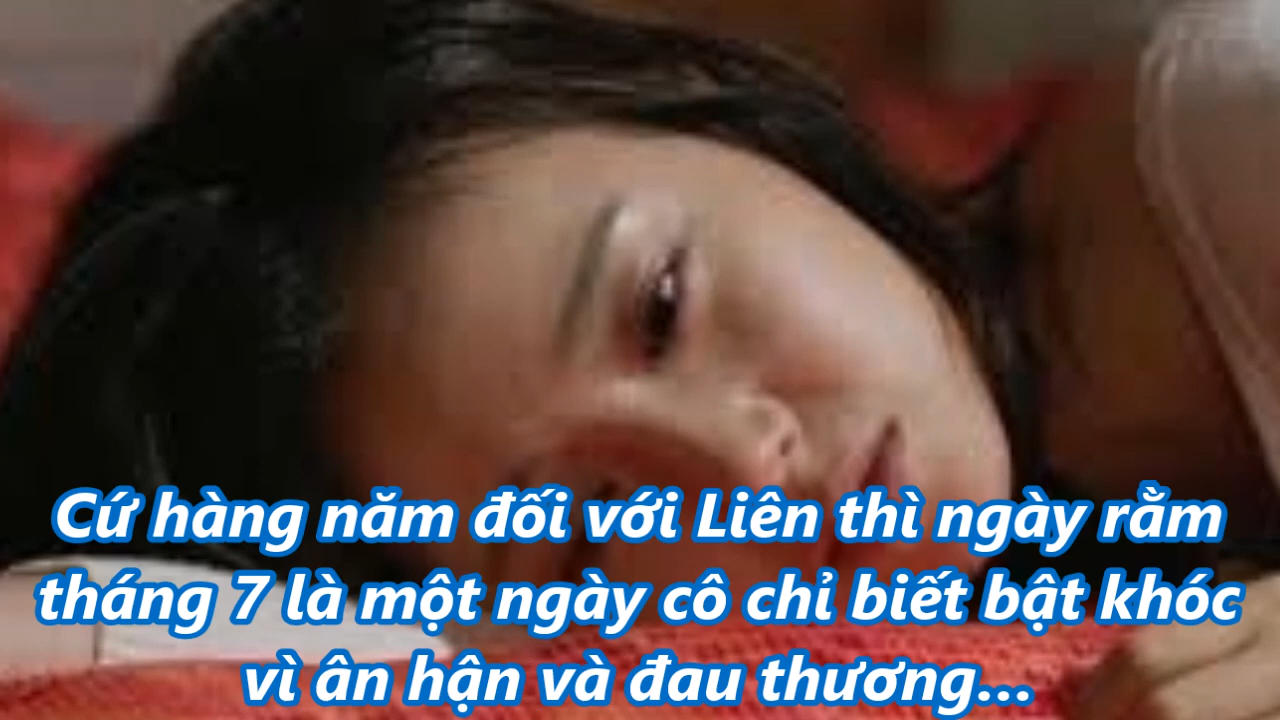 Cứ hàng năm đối với Liên thì ngày rằm
tháng 7 là một ngày cô chỉ biết bật khóc
vì ân hận và đau thương...